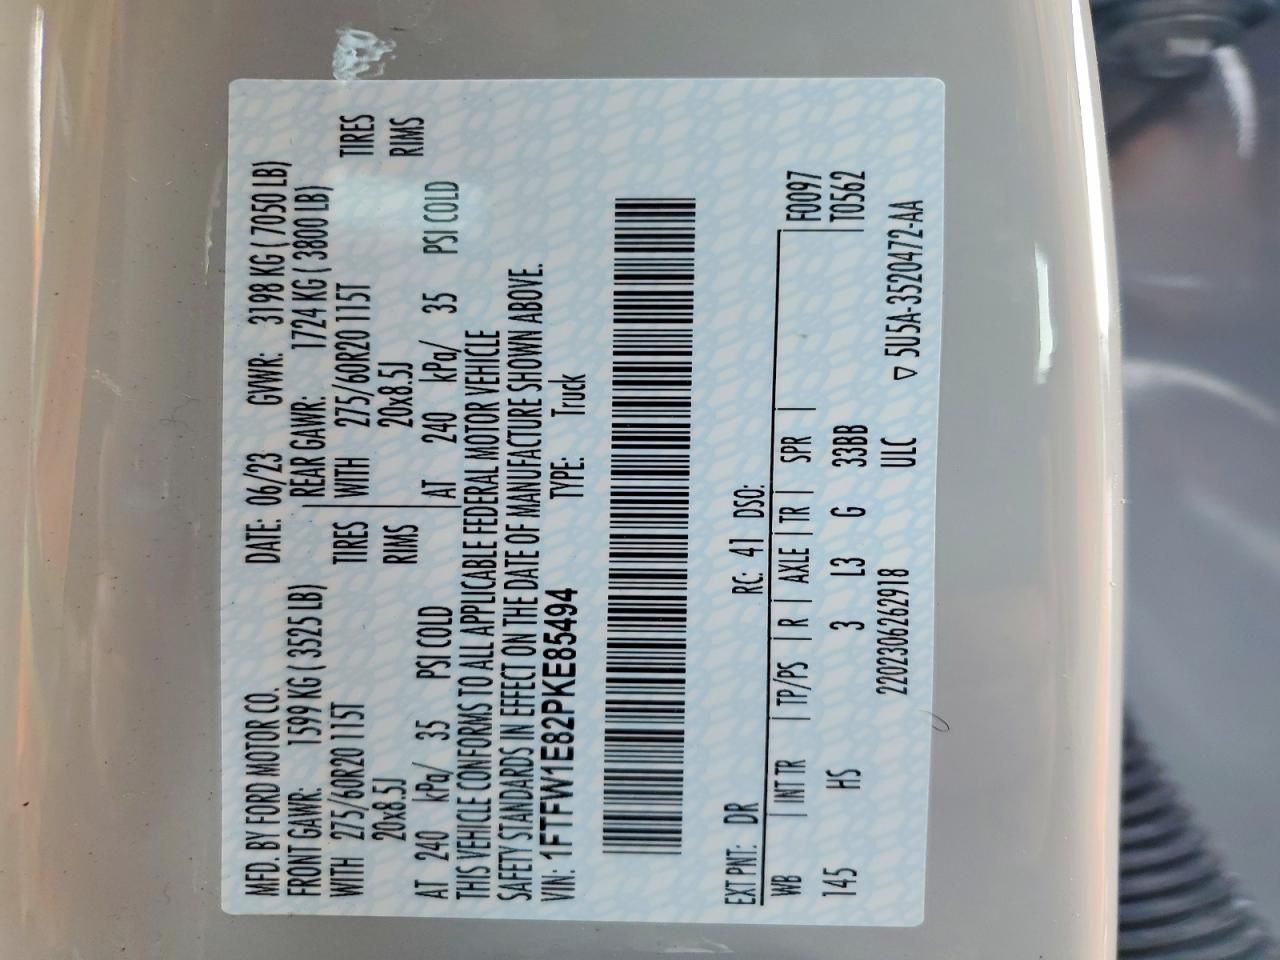 MFD. BY FORD MOTOR CO. DATE: 06/23 GVWR: 3198 KG ( 7050 LB)
FRONT GAWR: 1599 KG ( 3525 LB) REAR GAWR: 1724 KG ( 3800 LB)
WITH 275/60R20 115T TIRES WITH 275/60R20 115T TIRES
20x8.5J RIMS 20x8.5J RIMS
AT 240 kPa/ 35 PSI COLD AT 240 kPa/ 35 PSI COLD
THIS VEHICLE CONFORMS TO ALL APPLICABLE FEDERAL MOTOR VEHICLE
SAFETY STANDARDS IN EFFECT ON THE DATE OF MANUFACTURE SHOWN ABOVE.
VIN: 1FTFW1E82PKE85494 TYPE: Truck
EXT PNT: DR RC: 41 DSO:
WB | INT TR | TP/PS | R | AXLE | TR | SPR | F0097
145 HS 3 L3 G 33BB T0562
2202306262918 ULC ▽ 5U5A-3520472-AA